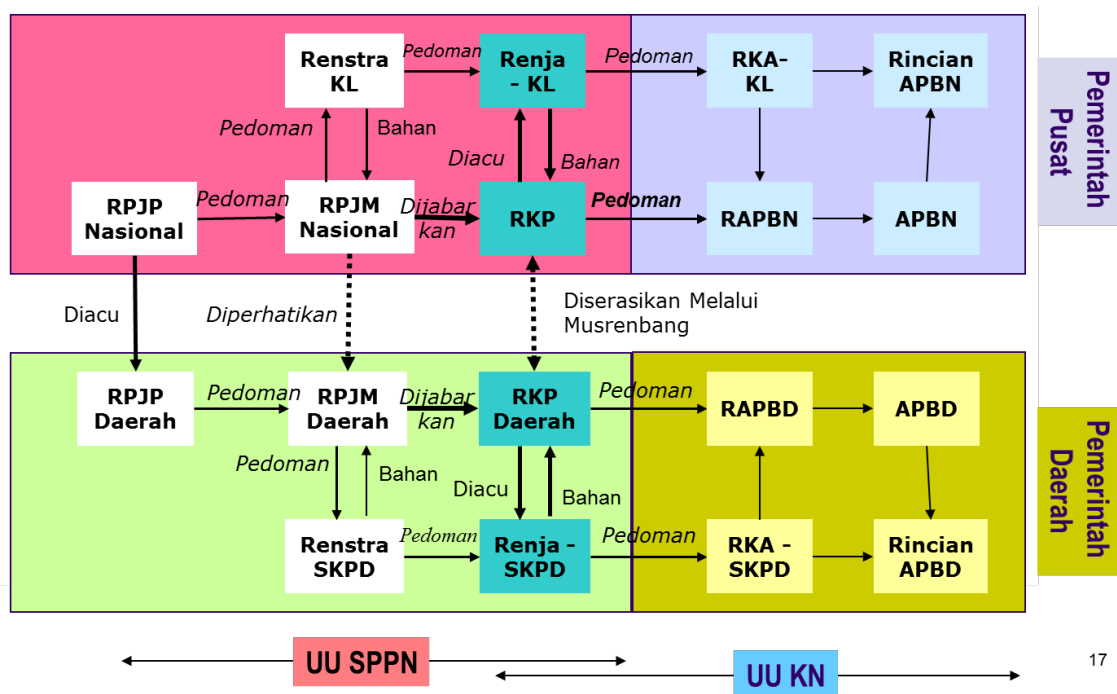 Renstra
KL
Pedoman
Renja
- KL
Pedoman
RKA-
KL
Rincian
APBN
Pedoman
Bahan
Diacu
Bahan
RPJP
Nasional
Pedoman
RPJM
Nasional
Dijabar
kan
RKP
Pedoman
RAPBN
APBN
Pemerintah
Pusat
Diacu
Diperhatikan
Diserasikan Melalui
Musrenbang
RPJP
Daerah
Pedoman
RPJM
Daerah
Dijabar
kan
RKP
Daerah
Pedoman
RAPBD
APBD
Pedoman
Bahan
Diacu
Bahan
Renstra
SKPD
Pedoman
Renja -
SKPD
Pedoman
RKA -
SKPD
Rincian
APBD
Pemerintah
Daerah
UU SPPN
UU KN
17